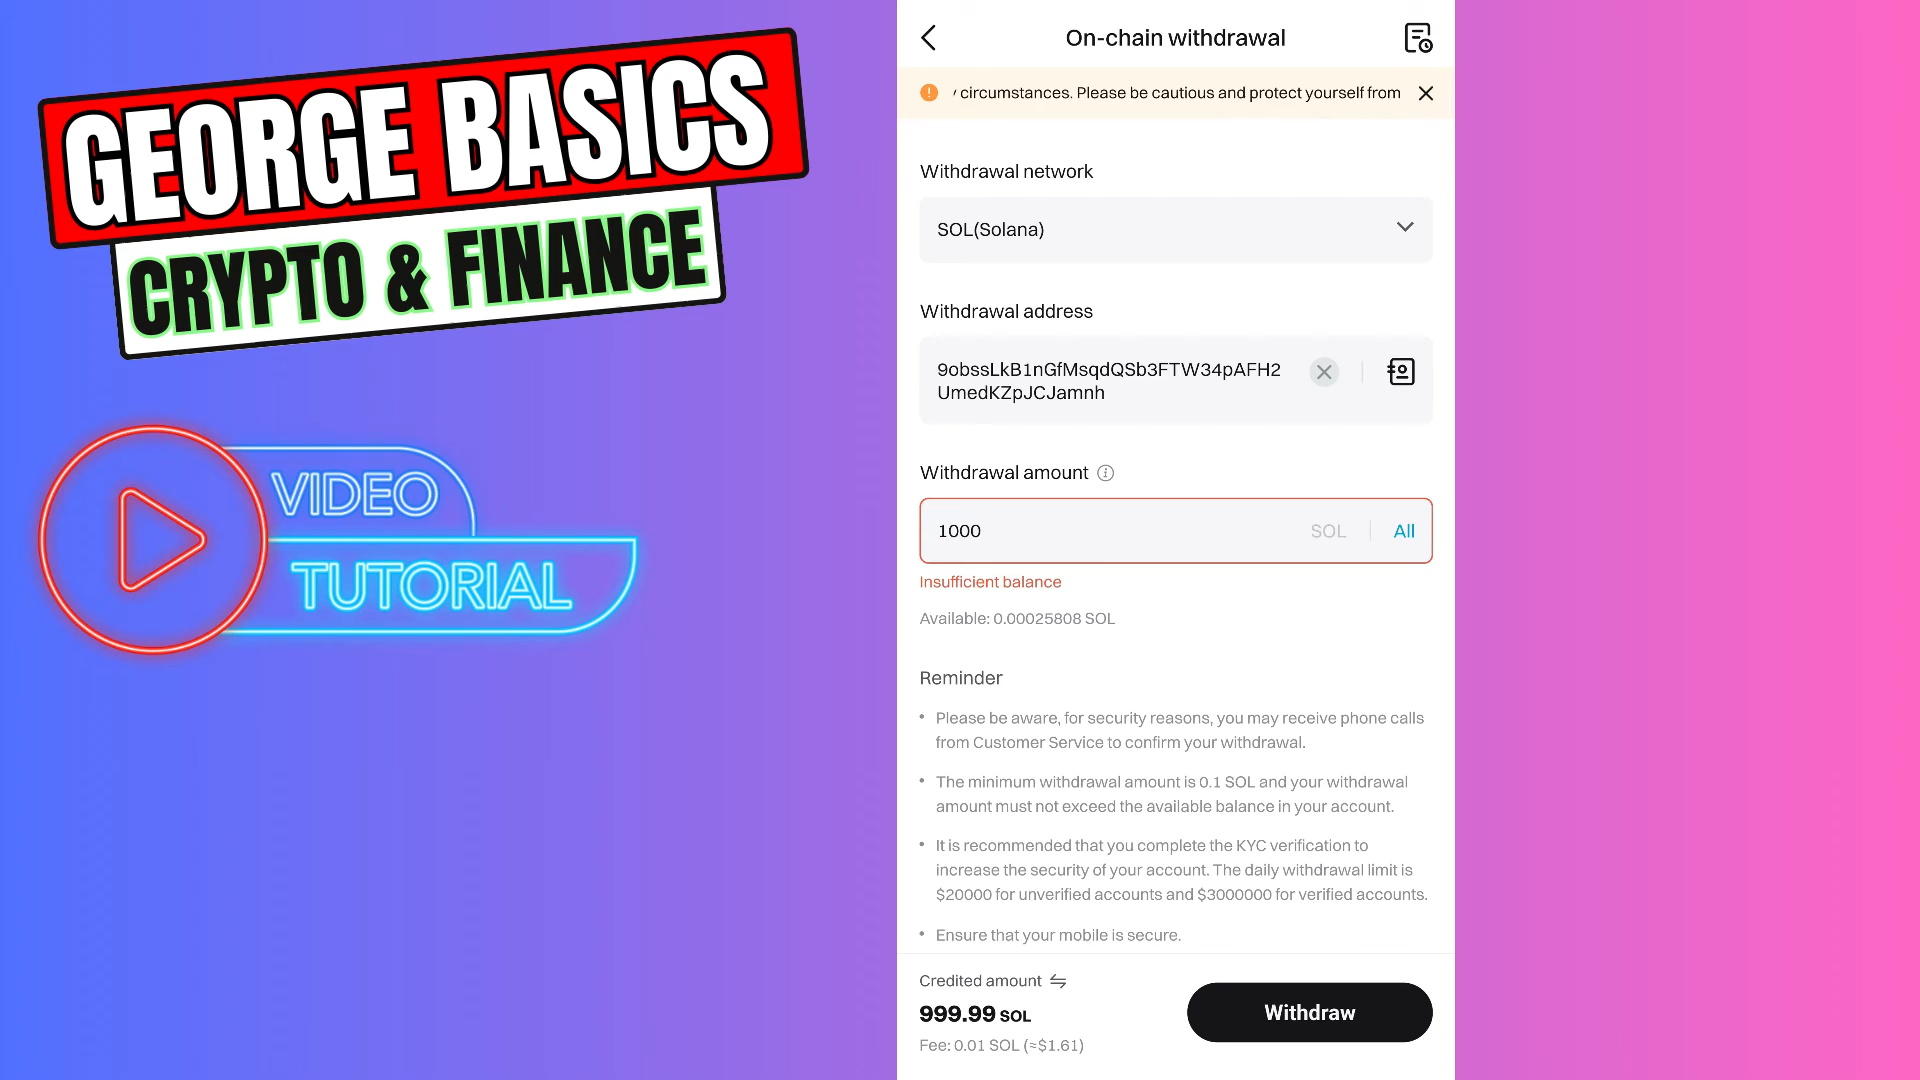 GEORGE BASICS
CRYPTO & FINANCE
VIDEO
TUTORIAL
On-chain withdrawal
circumstances. Please be cautious and protect yourself from
Withdrawal network
SOL(Solana)
Withdrawal address
9obssLkB1nGfMsqdQSb3FTW34pAFH2
UmedKZpJCJamnh
Withdrawal amount
1000 SOL All
Insufficient balance
Available: 0.00025808 SOL
Reminder
• Please be aware, for security reasons, you may receive phone calls
from Customer Service to confirm your withdrawal.
• The minimum withdrawal amount is 0.1 SOL and your withdrawal
amount must not exceed the available balance in your account.
• It is recommended that you complete the KYC verification to
increase the security of your account. The daily withdrawal limit is
$20000 for unverified accounts and $3000000 for verified accounts.
• Ensure that your mobile is secure.
Credited amount
999.99 SOL
Fee: 0.01 SOL (≈$1.61)
Withdraw